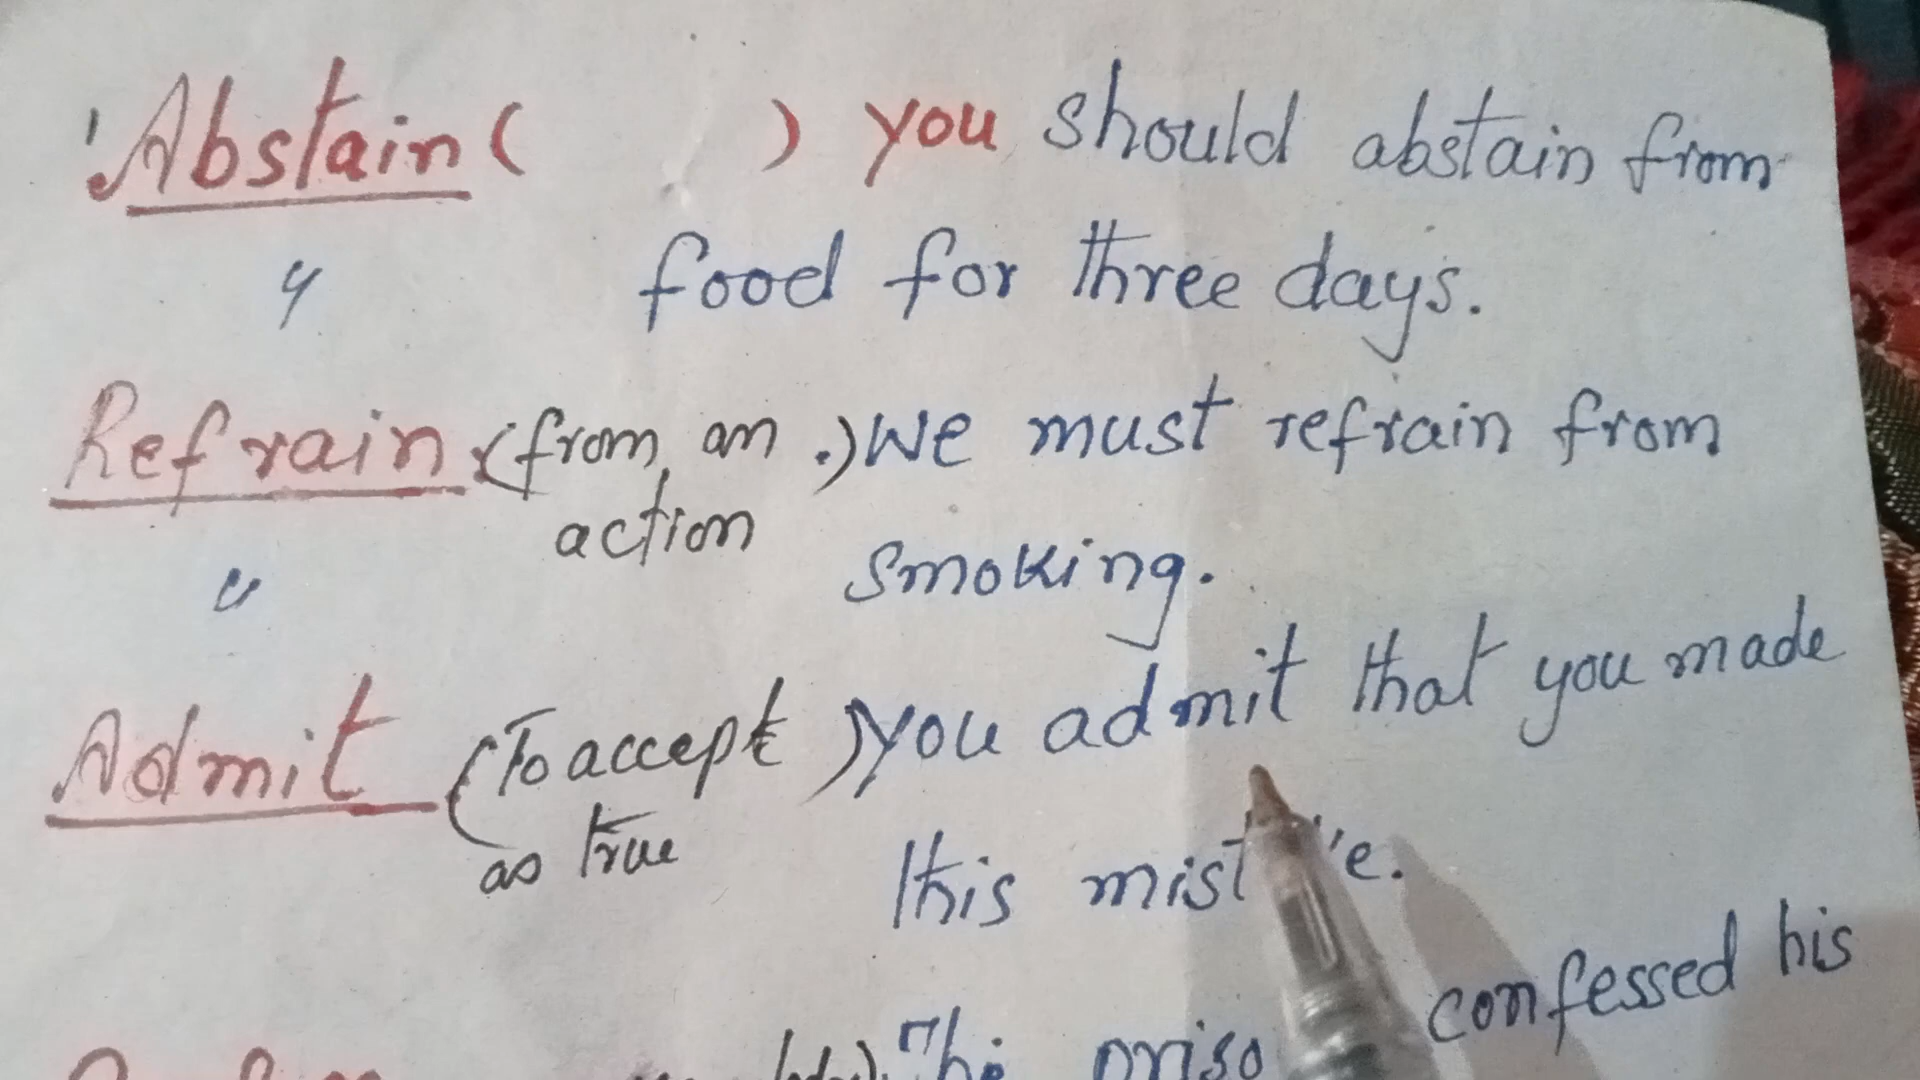 Abstain ( ) you should abstain from
" food for three days.
Refrain (from an .) We must refrain from
action
" smoking.
Admit (To accept ) you admit that you made
as true
this
confessed his